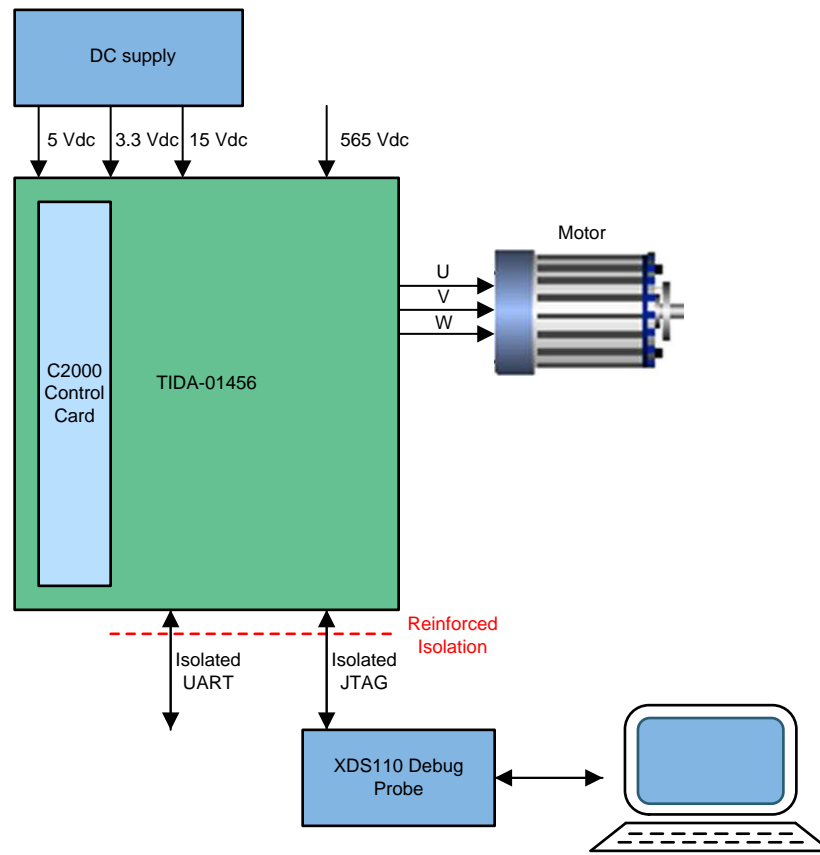 DC supply
5 Vdc
3.3 Vdc
15 Vdc
565 Vdc
Motor
U
V
W
C2000
Control
Card
TIDA-01456
Reinforced
Isolation
Isolated
UART
Isolated
JTAG
XDS110 Debug
Probe